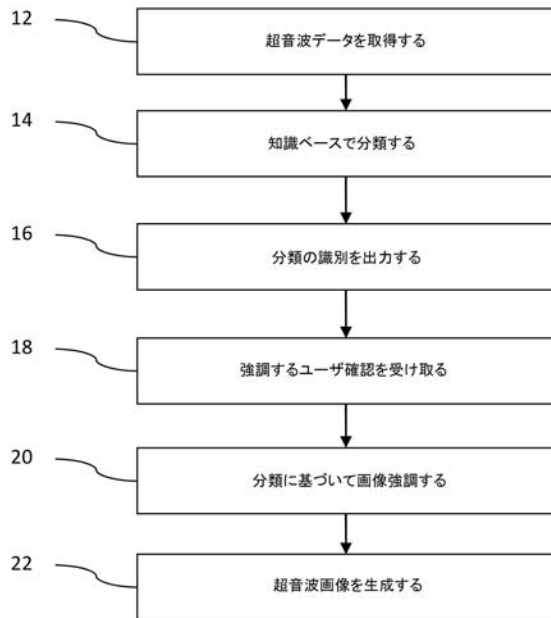 12
超音波データを取得する
14
知識ベースで分類する
16
分類の識別を出力する
18
強調するユーザ確認を受け取る
20
分類に基づいて画像強調する
22
超音波画像を生成する